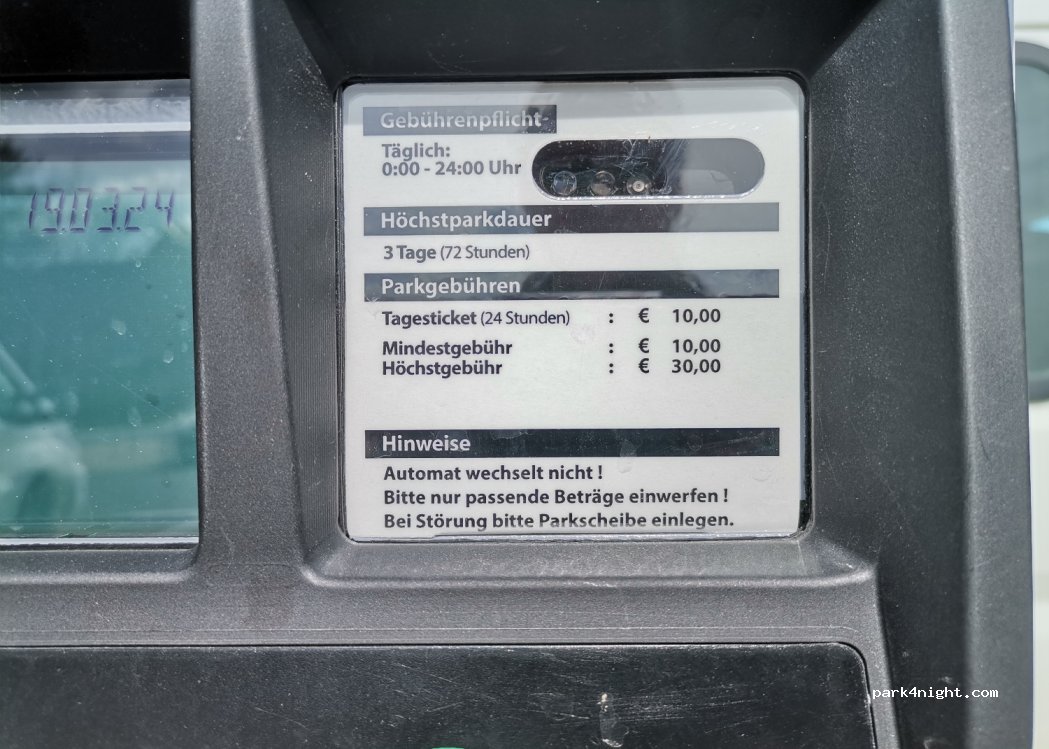 19.03.24
Gebührenpflicht
Täglich:
0:00 - 24:00 Uhr
Höchstparkdauer
3 Tage (72 Stunden)
Parkgebühren
Tagesticket (24 Stunden) : € 10,00
Mindestgebühr : € 10,00
Höchstgebühr : € 30,00
Hinweise
Automat wechselt nicht !
Bitte nur passende Beträge einwerfen !
Bei Störung bitte Parkscheibe einlegen.
park4night.com